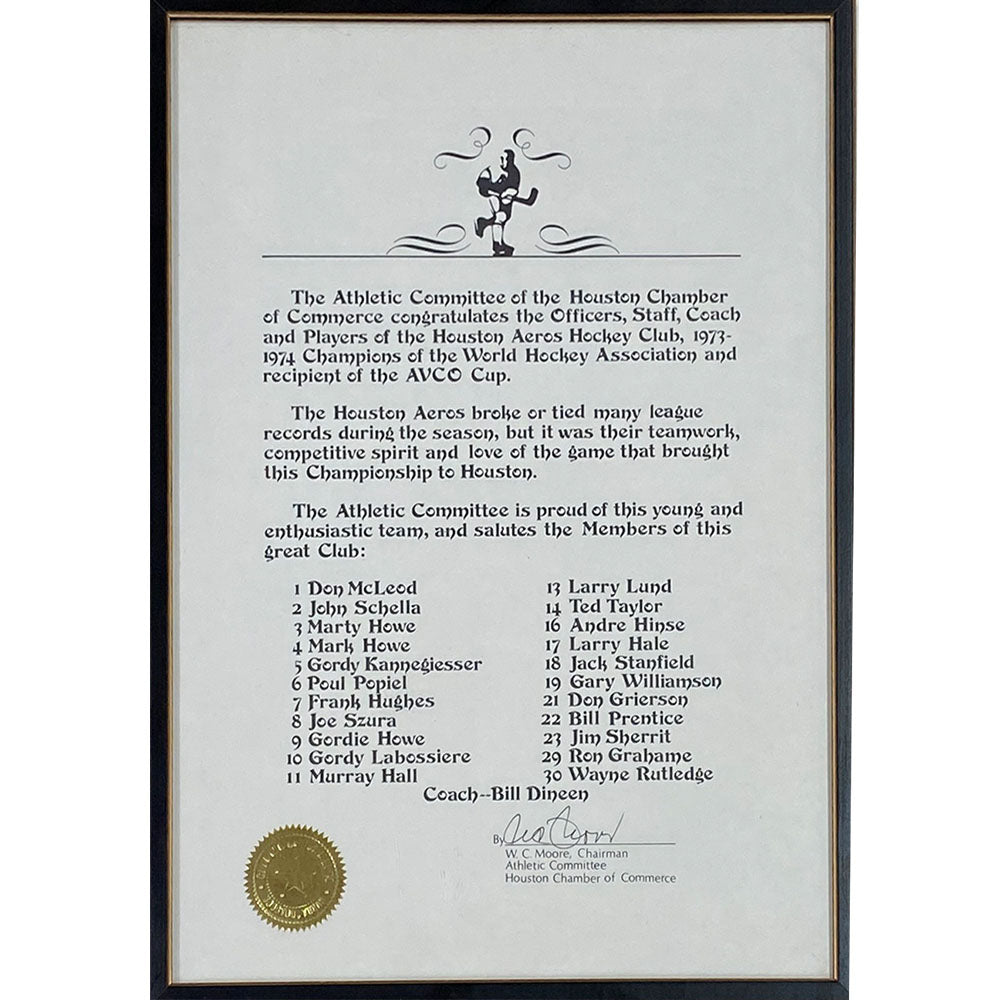 The Athletic Committee of the Houston Chamber
of Commerce congratulates the Officers, Staff, Coach
and Players of the Houston Aeros Hockey Club, 1973-
1974 Champions of the World Hockey Association and
recipient of the AVCO Cup.
The Houston Aeros broke or tied many league
records during the season, but it was their teamwork,
competitive spirit and love of the game that brought
this Championship to Houston.
The Athletic Committee is proud of this young and
enthusiastic team, and salutes the Members of this
great Club:
1 Don McLeod
2 John Schella
3 Marty Howe
4 Mark Howe
5 Gordy Kannegiesser
6 Poul Popiel
7 Frank Hughes
8 Joe Szura
9 Gordie Howe
10 Gordy Labossiere
11 Murray Hall
13 Larry Lund
14 Ted Taylor
16 Andre Hinse
17 Larry Hale
18 Jack Stanfield
19 Gary Williamson
21 Don Grierson
22 Bill Prentice
23 Jim Sherrit
29 Ron Grahame
30 Wayne Rutledge
Coach--Bill Dineen
By
W. C. Moore, Chairman
Athletic Committee
Houston Chamber of Commerce